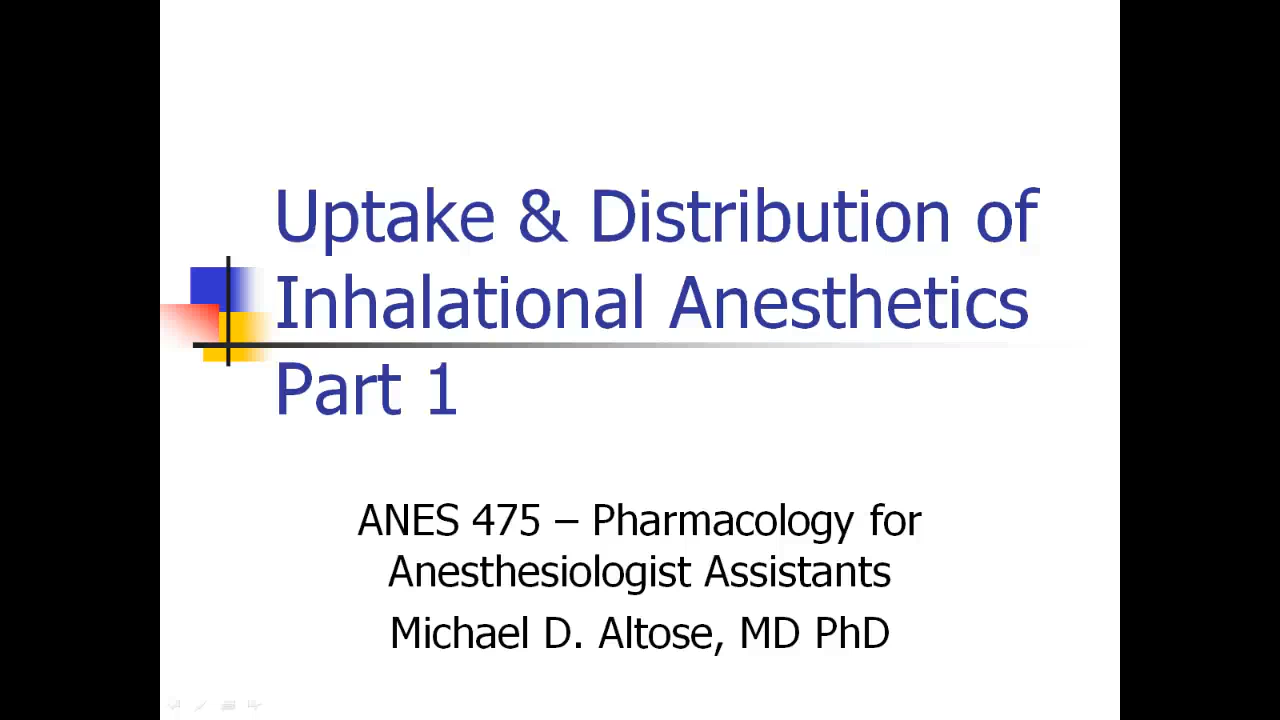 Uptake & Distribution of
Inhalational Anesthetics
Part 1
ANES 475 – Pharmacology for
Anesthesiologist Assistants
Michael D. Altose, MD PhD